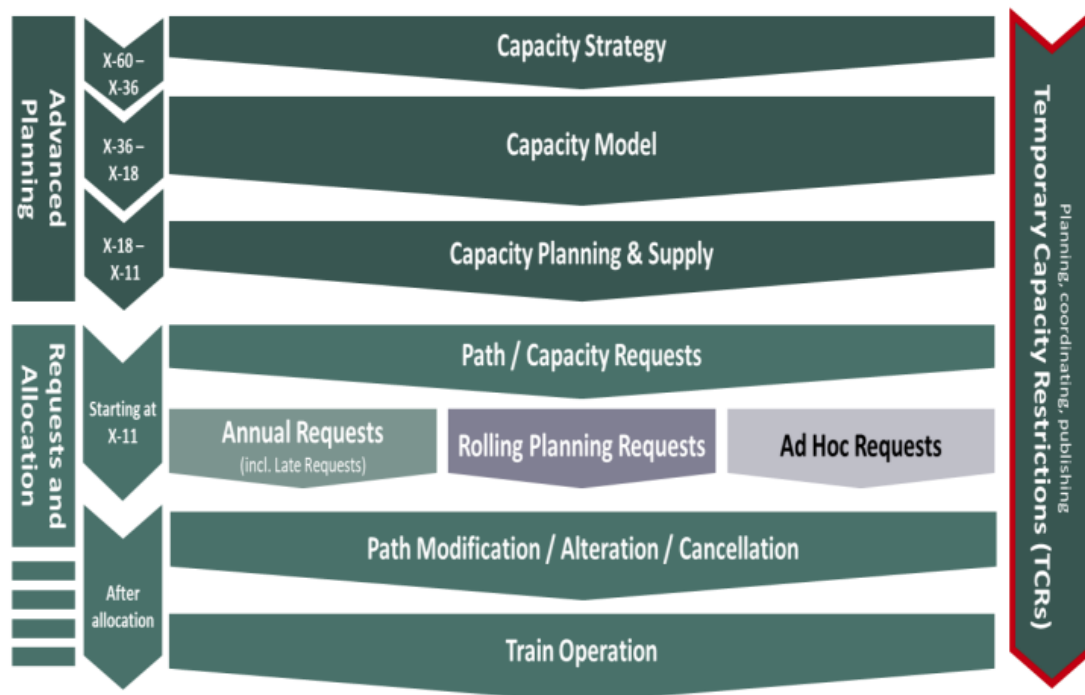 Advanced
Planning
X-60 –
X-36
Capacity Strategy
X-36 –
X-18
Capacity Model
X-18 –
X-11
Capacity Planning & Supply
Requests and
Allocation
Starting at
X-11
Path / Capacity Requests
Annual Requests
(incl. Late Requests)
Rolling Planning Requests
Ad Hoc Requests
After
allocation
Path Modification / Alteration / Cancellation
Train Operation
Temporary Capacity Restrictions (TCRs)
Planning, coordinating, publishing